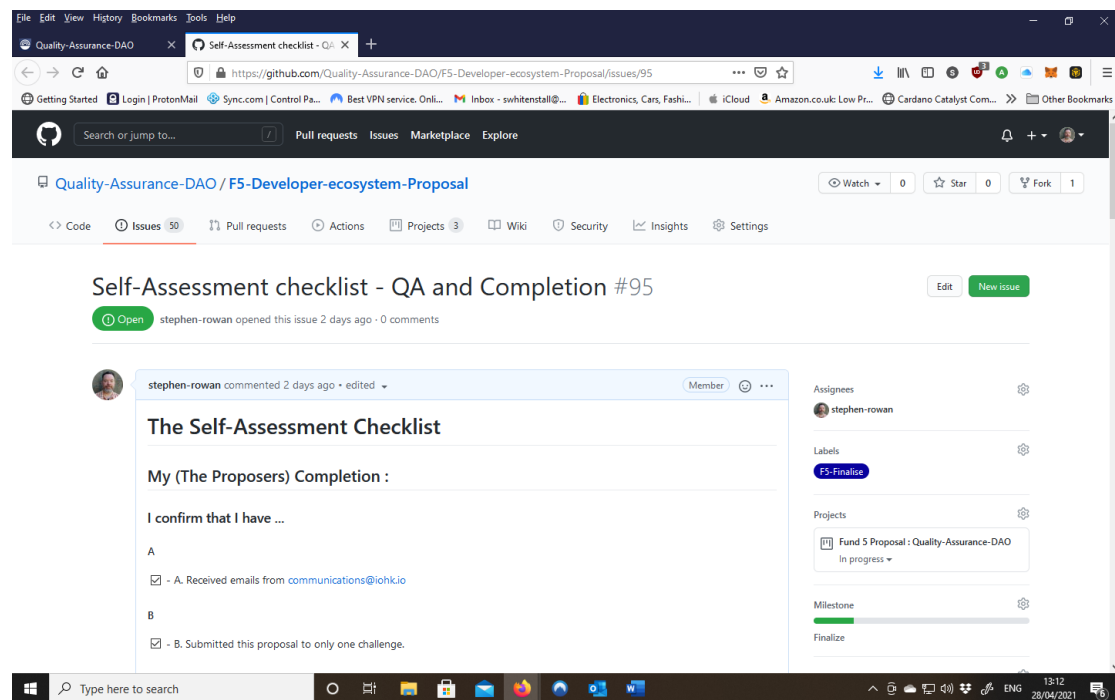 File Edit View History Bookmarks Tools Help
Quality-Assurance-DAO
Self-Assessment checklist - QA
https://github.com/Quality-Assurance-DAO/F5-Developer-ecosystem-Proposal/issues/95
3
Getting Started Login | ProtonMail Sync.com | Control Pa... Best VPN service. Onli... Inbox - swhitenstall@... Electronics, Cars, Fashi... iCloud Amazon.co.uk: Low Pr... Cardano Catalyst Com... Other Bookmarks
Search or jump to... / Pull requests Issues Marketplace Explore
Quality-Assurance-DAO / F5-Developer-ecosystem-Proposal
Watch 0 Star 0 Fork 1
Code Issues 50 Pull requests Actions Projects 3 Wiki Security Insights Settings
Self-Assessment checklist - QA and Completion #95
Edit New issue
Open stephen-rowan opened this issue 2 days ago · 0 comments
stephen-rowan commented 2 days ago • edited Member
The Self-Assessment Checklist
My (The Proposers) Completion :
I confirm that I have ...
A
- A. Received emails from communications@iohk.io
B
- B. Submitted this proposal to only one challenge.
Assignees
stephen-rowan
Labels
F5-Finalise
Projects
Fund 5 Proposal : Quality-Assurance-DAO
In progress
Milestone
Finalize
Type here to search
ENG
13:12
28/04/2021
6